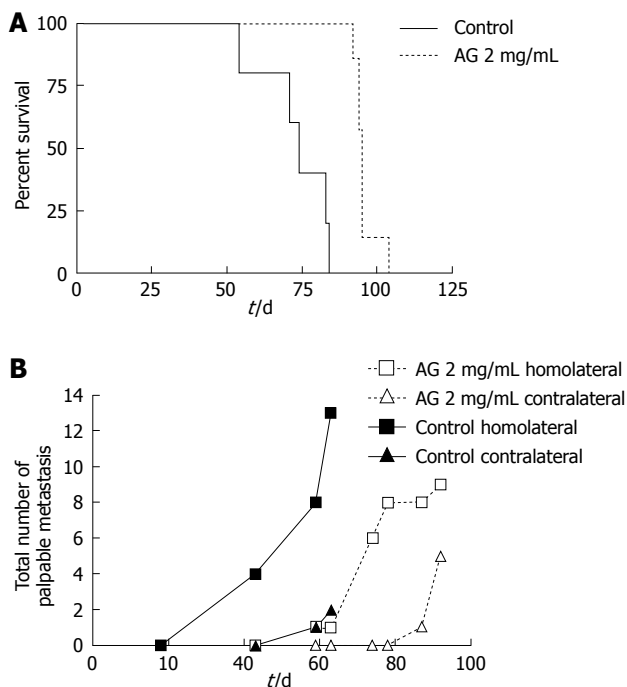 A
Control
AG 2 mg/mL
Percent survival
100
75
50
25
0
0 25 50 75 100 125
t/d
B
AG 2 mg/mL homolateral
AG 2 mg/mL contralateral
Control homolateral
Control contralateral
Total number of
palpable metastasis
14
12
10
8
6
4
2
0
0 10 40 60 80 100
t/d